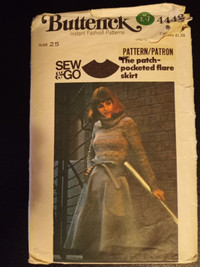 Butterick
4448
Instant Fashion Patterns
SIZE 25
PATTERN/PATRON
SEW & GO
The patch-
pocketed flare
skirt